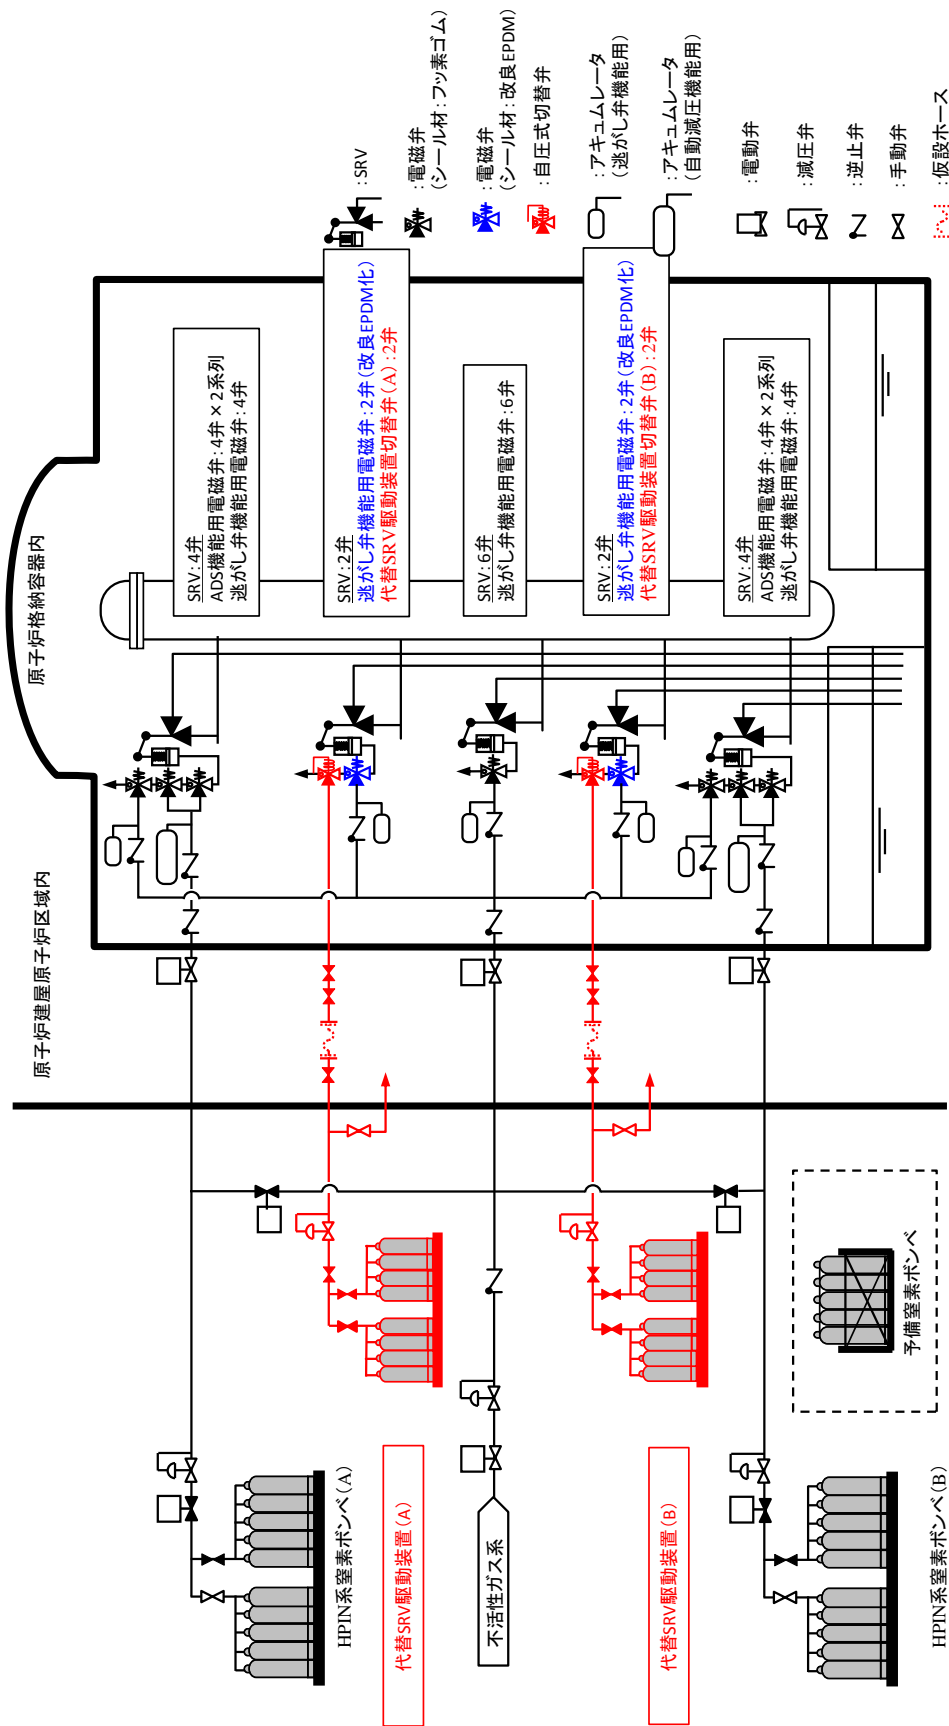 原子炉建屋原子炉区域内
原子炉格納容器内
SRV：4弁
ADS機能用電磁弁：4弁×2系列
逃がし弁機能用電磁弁：4弁
SRV：2弁
逃がし弁機能用電磁弁：2弁（改良EPDM化）
代替SRV駆動装置切替弁（A）：2弁
SRV：6弁
逃がし弁機能用電磁弁：6弁
SRV：2弁
逃がし弁機能用電磁弁：2弁（改良EPDM化）
代替SRV駆動装置切替弁（B）：2弁
SRV：4弁
ADS機能用電磁弁：4弁×2系列
逃がし弁機能用電磁弁：4弁
HPIN系窒素ボンベ（A）
代替SRV駆動装置（A）
不活性ガス系
代替SRV駆動装置（B）
予備窒素ボンベ
HPIN系窒素ボンベ（B）
：SRV
：電磁弁
（シール材：フッ素ゴム）
：電磁弁
（シール材：改良EPDM）
：自圧式切替弁
：アキュムレータ
（逃がし弁機能用）
：アキュムレータ
（自動減圧機能用）
：電動弁
：減圧弁
：逆止弁
：手動弁
：仮設ホース